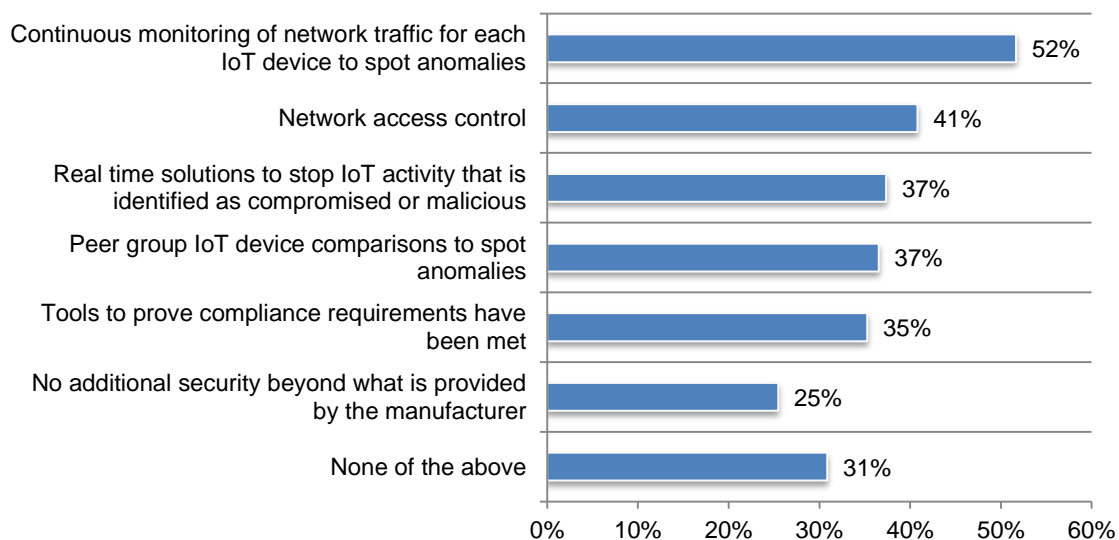 Continuous monitoring of network traffic for each
IoT device to spot anomalies
52%
Network access control
41%
Real time solutions to stop IoT activity that is
identified as compromised or malicious
37%
Peer group IoT device comparisons to spot
anomalies
37%
Tools to prove compliance requirements have
been met
35%
No additional security beyond what is provided
by the manufacturer
25%
None of the above
31%
0% 10% 20% 30% 40% 50% 60%